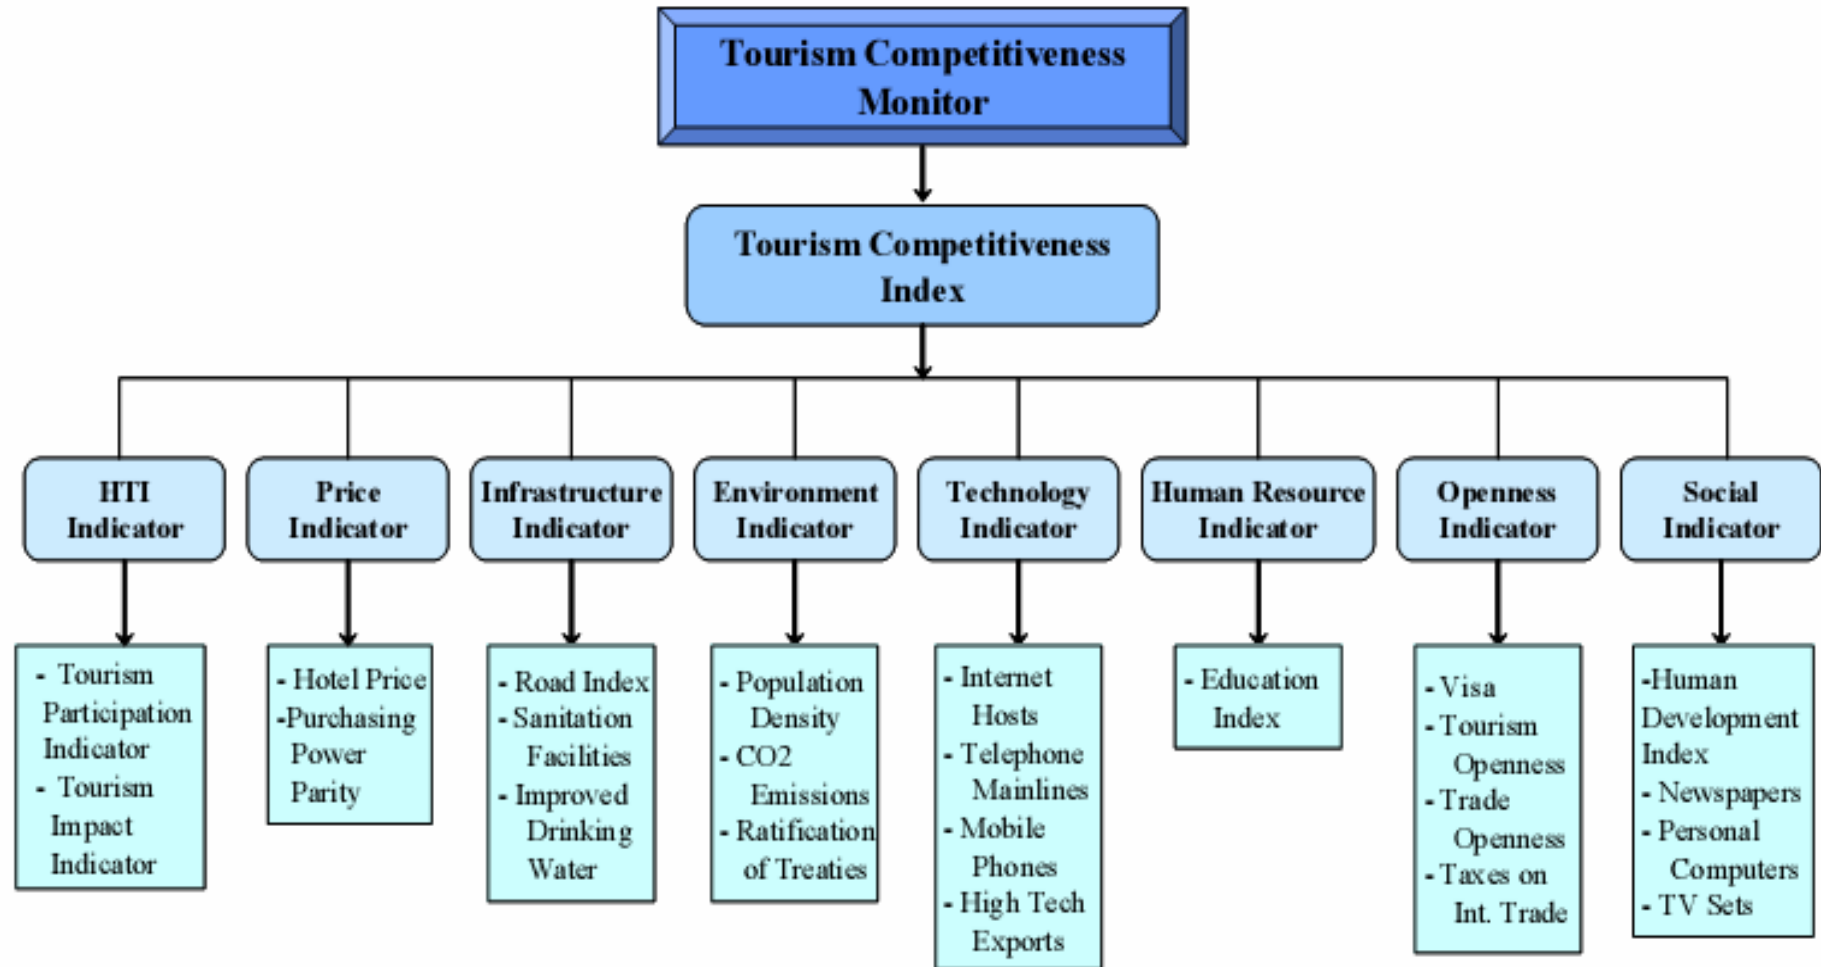 Tourism Competitiveness
Monitor
Tourism Competitiveness
Index
HTI
Indicator
Price
Indicator
Infrastructure
Indicator
Environment
Indicator
Technology
Indicator
Human Resource
Indicator
Openness
Indicator
Social
Indicator
- Tourism
Participation
Indicator
- Tourism
Impact
Indicator
- Hotel Price
-Purchasing
Power
Parity
- Road Index
- Sanitation
Facilities
- Improved
Drinking
Water
- Population
Density
- CO2
Emissions
- Ratification
of Treaties
- Internet
Hosts
- Telephone
Mainlines
- Mobile
Phones
- High Tech
Exports
- Education
Index
- Visa
- Tourism
Openness
- Trade
Openness
- Taxes on
Int. Trade
-Human
Development
Index
- Newspapers
- Personal
Computers
- TV Sets